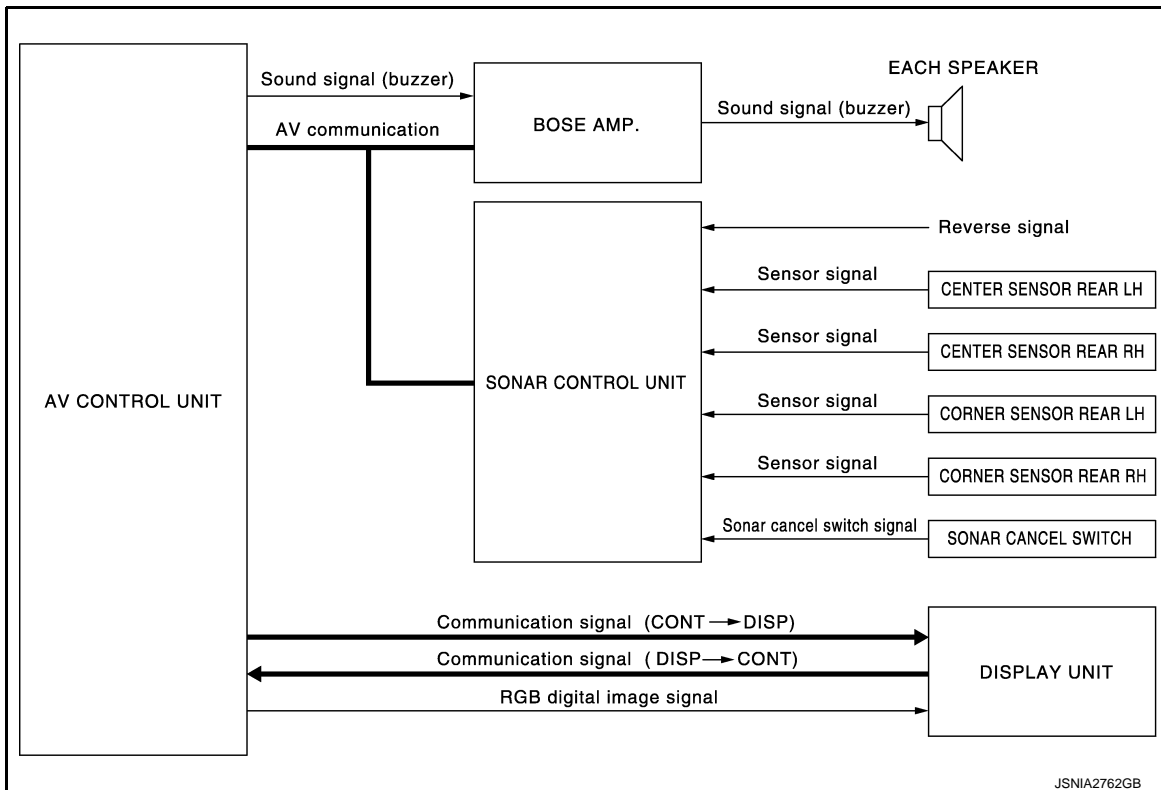 AV CONTROL UNIT
Sound signal (buzzer)
AV communication
BOSE AMP.
Sound signal (buzzer)
EACH SPEAKER
SONAR CONTROL UNIT
Reverse signal
Sensor signal
CENTER SENSOR REAR LH
Sensor signal
CENTER SENSOR REAR RH
Sensor signal
CORNER SENSOR REAR LH
Sensor signal
CORNER SENSOR REAR RH
Sonar cancel switch signal
SONAR CANCEL SWITCH
Communication signal (CONT → DISP)
Communication signal ( DISP → CONT)
RGB digital image signal
DISPLAY UNIT
JSNIA2762GB